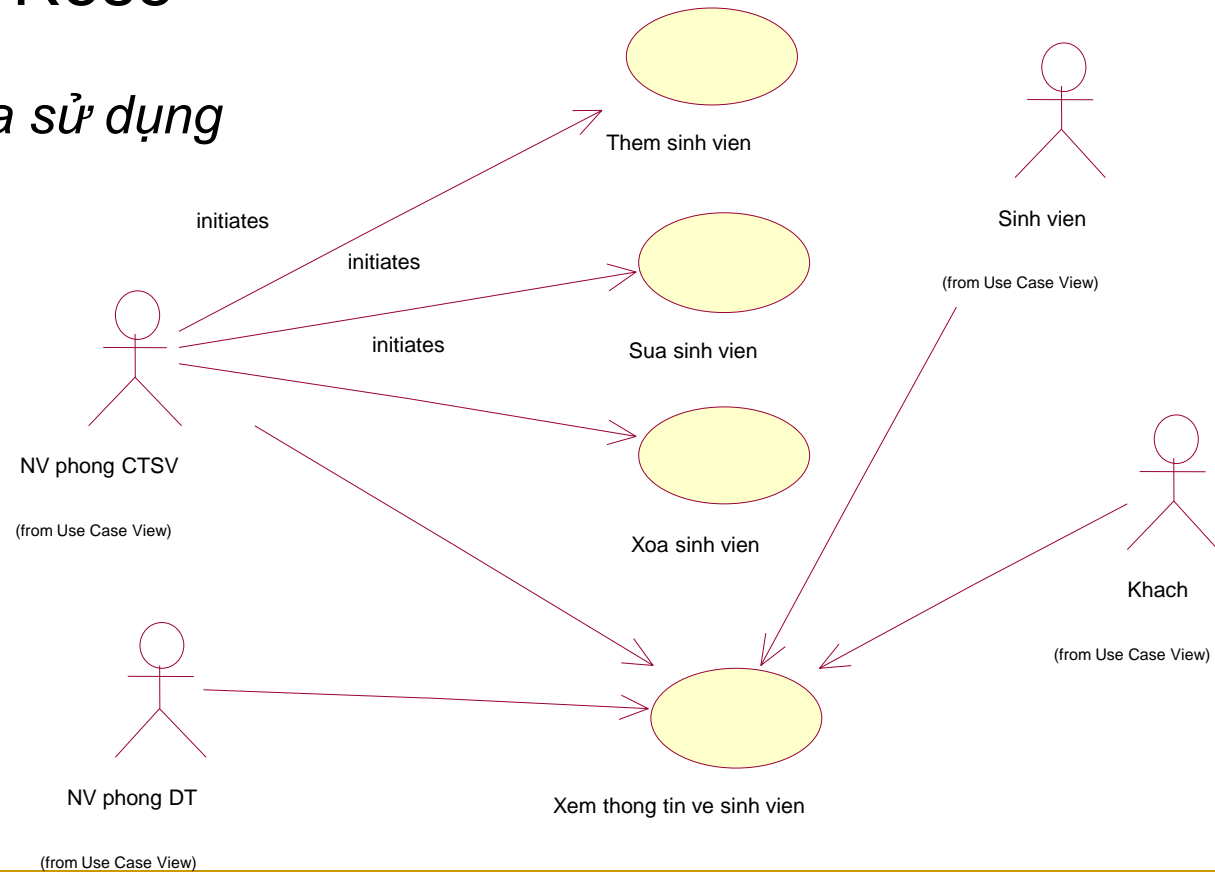 Rose
sử dụng
Them sinh vien
initiates
Sinh vien
initiates
(from Use Case View)
initiates
Sua sinh vien
NV phong CTSV
(from Use Case View)
Xoa sinh vien
Khach
(from Use Case View)
NV phong DT
Xem thong tin ve sinh vien
(from Use Case View)